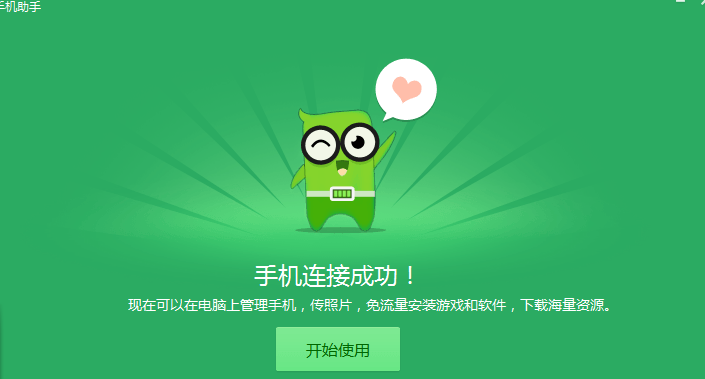 手机助手
手机连接成功！
现在可以在电脑上管理手机，传照片，免流量安装游戏和软件，下载海量资源。
开始使用